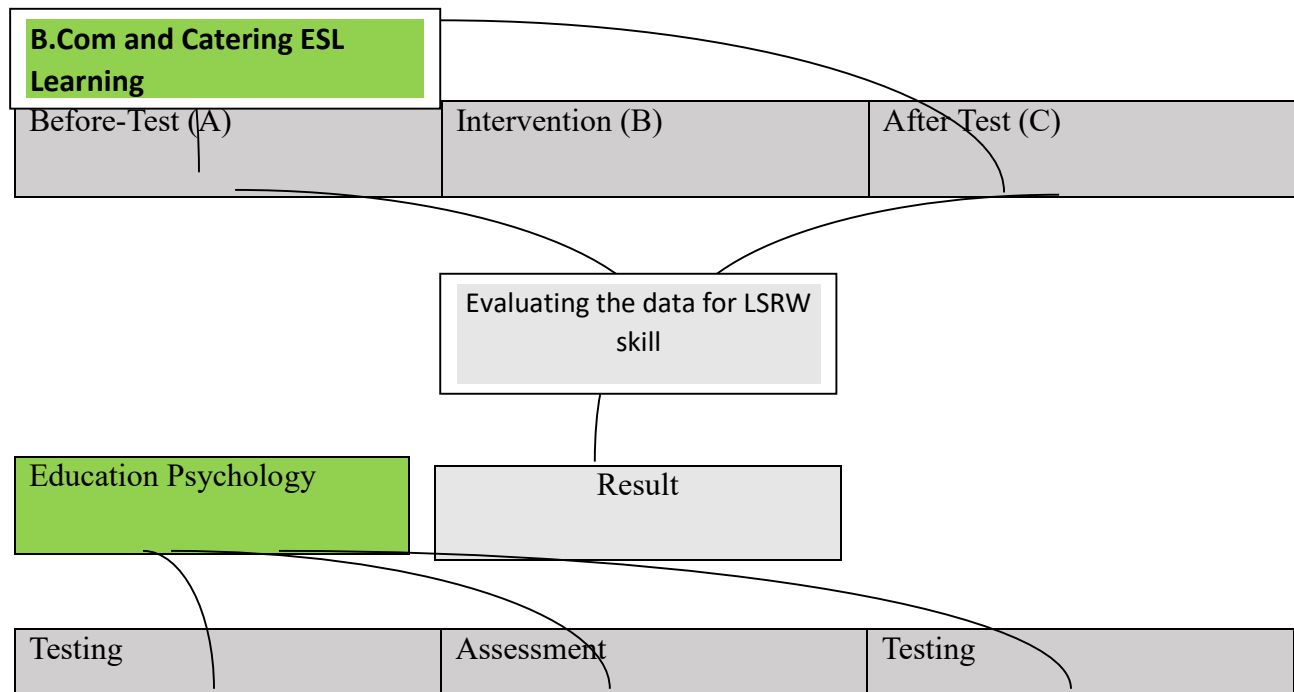 B.Com and Catering ESL
Learning
Before-Test (A)
Intervention (B)
After Test (C)
Evaluating the data for LSRW
skill
Education Psychology
Result
Testing
Assessment
Testing